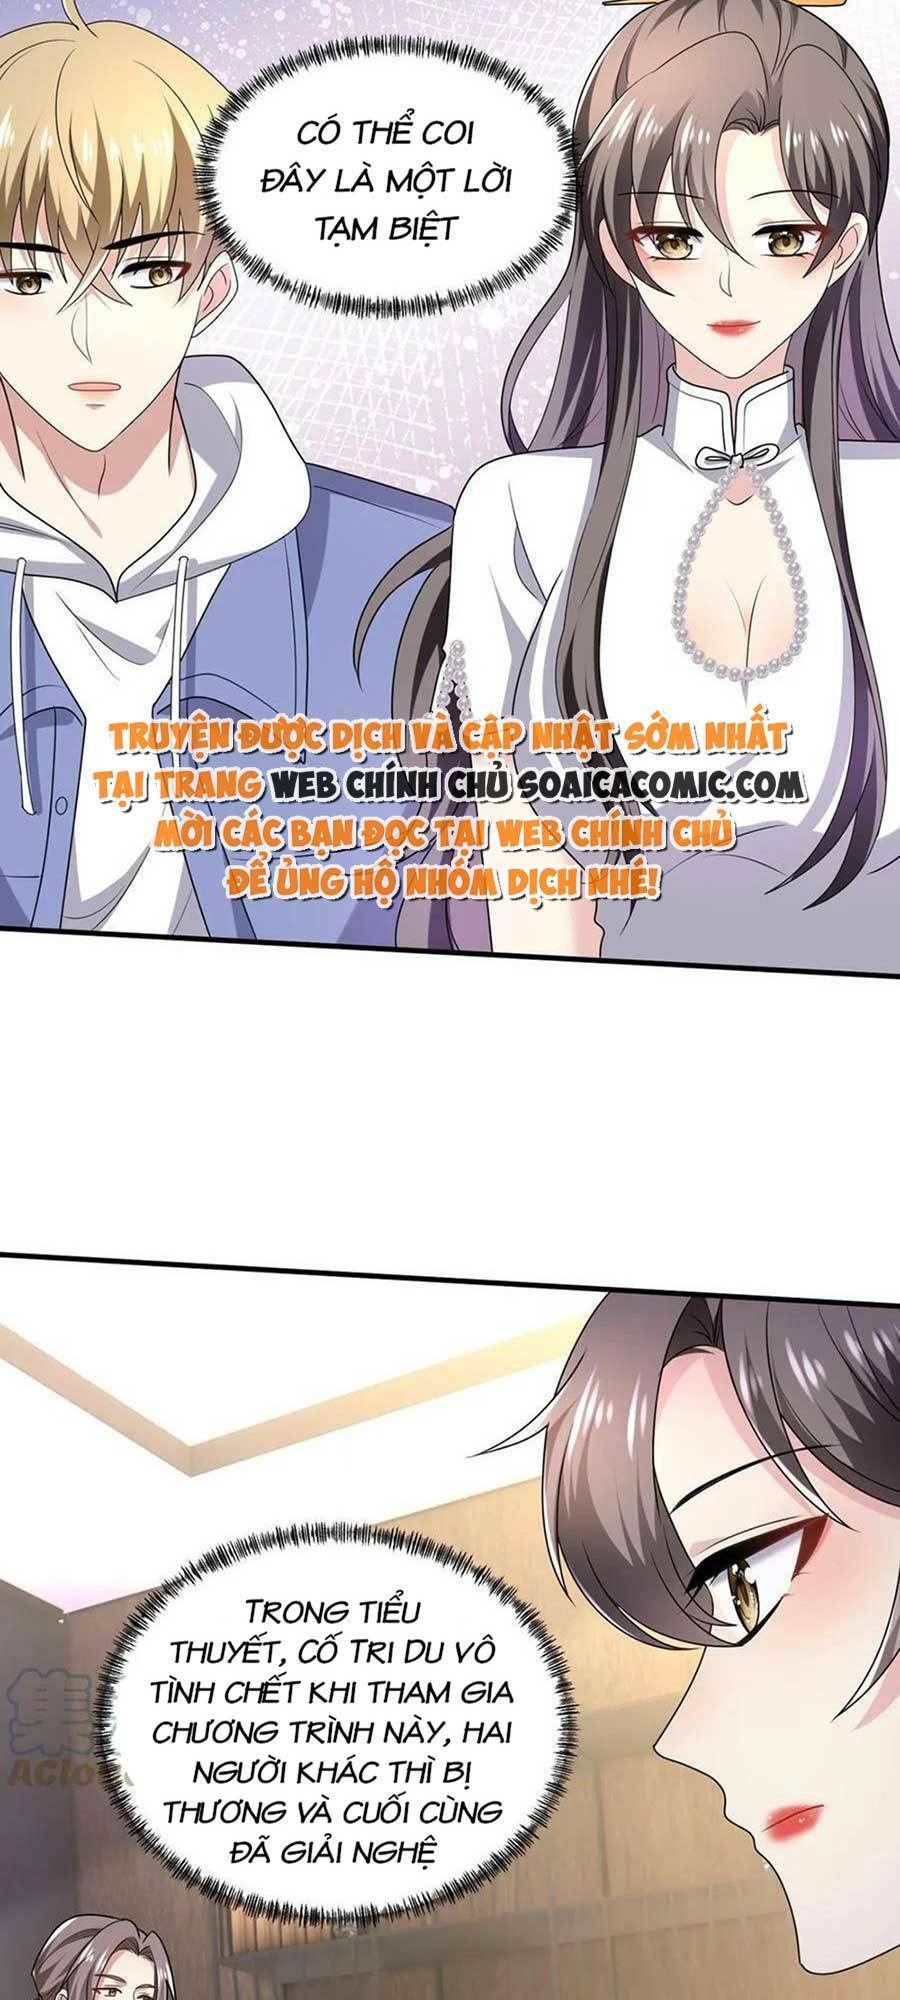 CÓ THỂ COI
ĐÂY LÀ MỘT LỜI
TẠM BIỆT
TRUYỆN ĐƯỢC DỊCH VÀ CẬP NHẬT SỚM NHẤT
TẠI TRANG WEB CHÍNH CHỦ SOAICACOMIC.COM
MỜI CÁC BẠN ĐỌC TẠI WEB CHÍNH CHỦ
ĐỂ ỦNG HỘ NHÓM DỊCH NHÉ!
TRONG TIỂU
THUYẾT, CỐ TRI DU VÔ
TÌNH CHẾT KHI THAM GIA
CHƯƠNG TRÌNH NÀY, HAI
NGƯỜI KHÁC THÌ BỊ
THƯƠNG VÀ CUỐI CÙNG
ĐÃ GIẢI NGHỆ